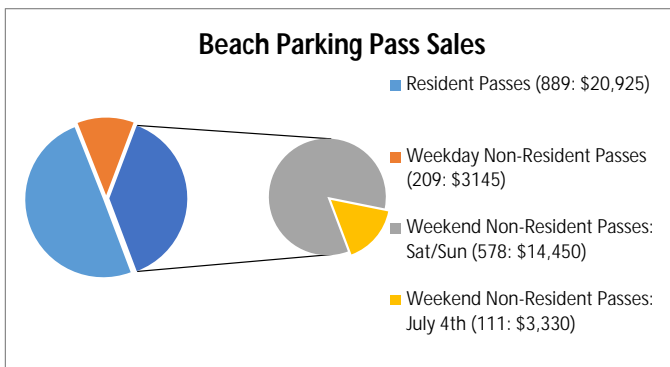 Beach Parking Pass Sales
Resident Passes (889: $20,925)
Weekday Non-Resident Passes
(209: $3145)
Weekend Non-Resident Passes:
Sat/Sun (578: $14,450)
Weekend Non-Resident Passes:
July 4th (111: $3,330)